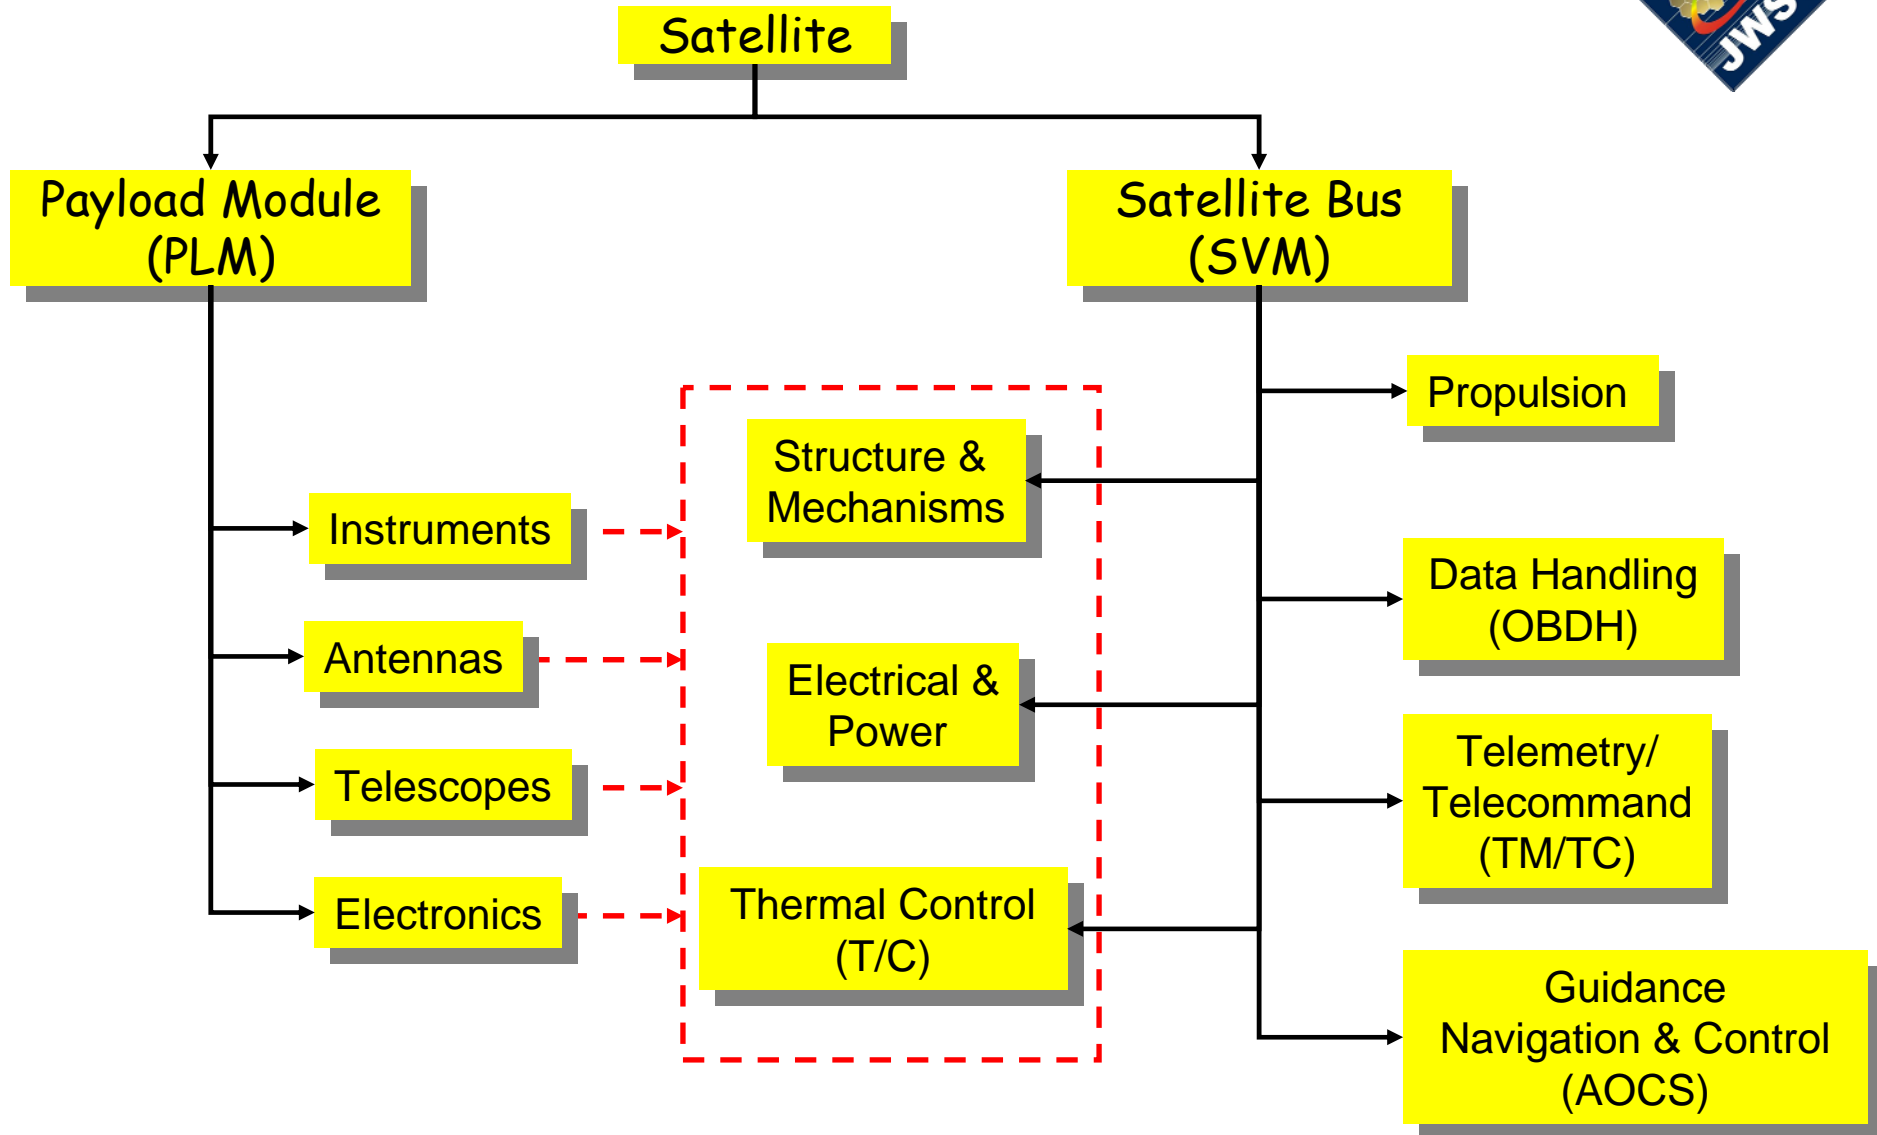 Satellite
JWS
Payload Module
(PLM)
Satellite Bus
(SVM)
Propulsion
Structure &
Mechanisms
Instruments
Data Handling
(OBDH)
Antennas
Electrical &
Power
Telemetry/
Telecommand
(TM/TC)
Telescopes
Electronics
Thermal Control
(T/C)
Guidance
Navigation & Control
(AOCS)